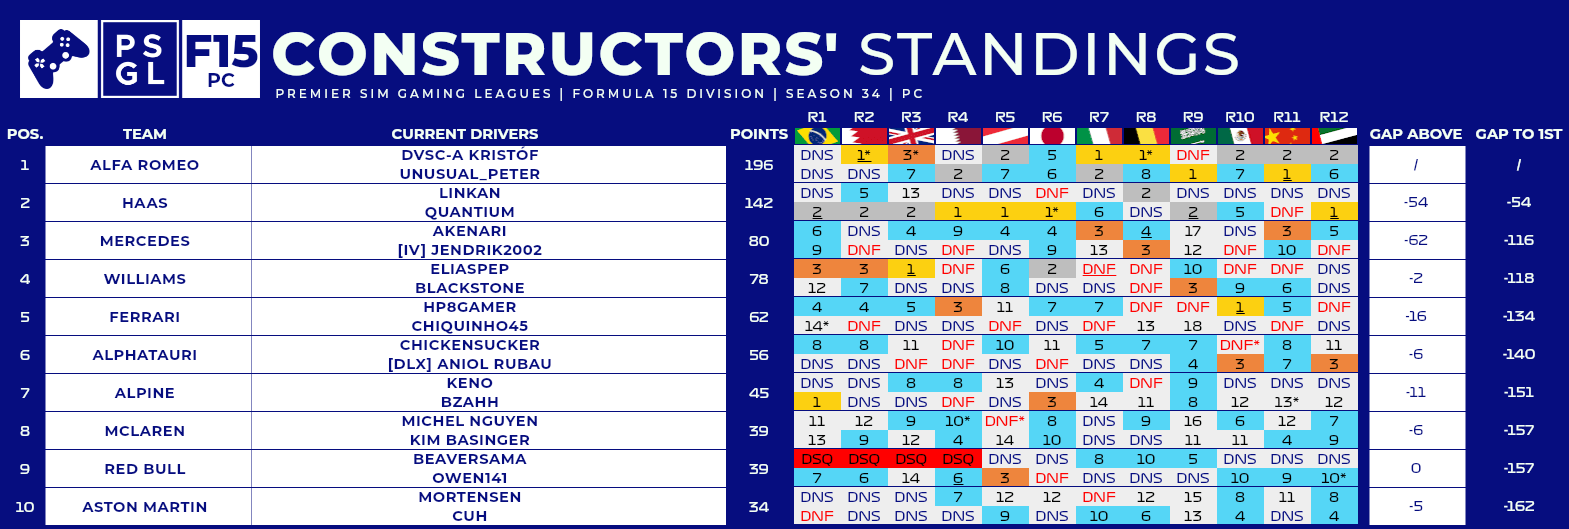 PS GL F15 PC CONSTRUCTORS' STANDINGS
PREMIER SIM GAMING LEAGUES | FORMULA 15 DIVISION | SEASON 34 | PC
R1 R2 R3 R4 R5 R6 R7 R8 R9 R10 R11 R12
POS. TEAM CURRENT DRIVERS POINTS GAP ABOVE GAP TO 1ST
1 ALFA ROMEO DVSC-A KRISTÓF 196 DNS 1* 3* DNS 2 5 1 1* DNF 2 2 2 / /
UNUSUAL_PETER DNS DNS 7 2 7 6 2 8 1 7 1 6
2 HAAS LINKAN 142 DNS 5 13 DNS DNS DNF DNS 2 DNS DNS DNS DNS -54 -54
QUANTIUM 2 2 2 1 1 1* 6 DNS 2 5 DNF 1
3 MERCEDES AKENARI 80 6 DNS 4 9 4 4 3 4 17 DNS 3 5 -62 -116
[IV] JENDRIK2002 9 DNF DNS DNF DNS 9 13 3 12 DNF 10 DNF
4 WILLIAMS ELIASPEP 78 3 3 1 DNF 6 2 DNF DNF 10 DNF DNF DNS -2 -118
BLACKSTONE 12 7 DNS DNS 8 DNS DNS DNF 3 9 6 DNS
5 FERRARI HP8GAMER 62 4 4 5 3 11 7 7 DNF DNF 1 5 DNF -16 -134
CHIQUINHO45 14* DNF DNS DNS DNF DNS DNF 13 18 DNS DNF DNS
6 ALPHATAURI CHICKENSUCKER 56 8 8 11 DNF 10 11 5 7 7 DNF* 8 11 -6 -140
[DLX] ANIOL RUBAU DNS DNS DNF DNF DNS DNF DNS DNS 4 3 7 3
7 ALPINE KENO 45 DNS DNS 8 8 13 DNS 4 DNF 9 DNS DNS DNS -11 -151
BZAHH 1 DNS DNS DNF DNS 3 14 11 8 12 13* 12
8 MCLAREN MICHEL NGUYEN 39 11 12 9 10* DNF* 8 DNS 9 16 6 12 7 -6 -157
KIM BASINGER 13 9 12 4 14 10 DNS DNS 11 11 4 9
9 RED BULL BEAVERSAMA 39 DSQ DSQ DSQ DSQ DNS DNS 8 10 5 DNS DNS DNS 0 -157
OWEN141 7 6 14 6 3 DNF DNS DNS DNS 10 9 10*
10 ASTON MARTIN MORTENSEN 34 DNS DNS DNS 7 12 12 DNF 12 15 8 11 8 -5 -162
CUH DNF DNS DNS DNS 9 DNS 10 6 13 4 DNS 4